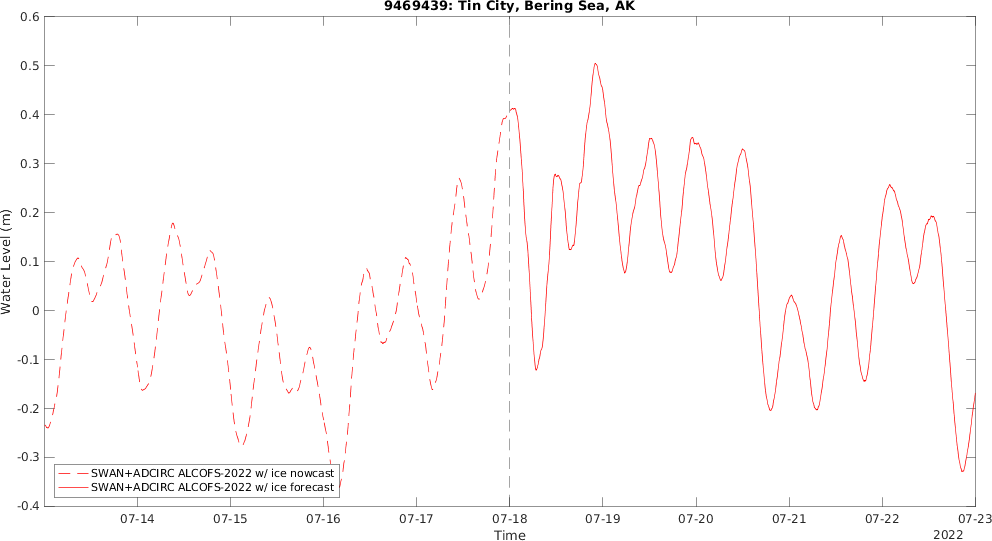 9469439: Tin City, Bering Sea, AK
0.6
0.5
0.4
0.3
0.2
0.1
0
-0.1
-0.2
-0.3
-0.4
Water Level (m)
SWAN+ADCIRC ALCOFS-2022 w/ ice nowcast
SWAN+ADCIRC ALCOFS-2022 w/ ice forecast
07-14 07-15 07-16 07-17 07-18 07-19 07-20 07-21 07-22 07-23
Time
2022